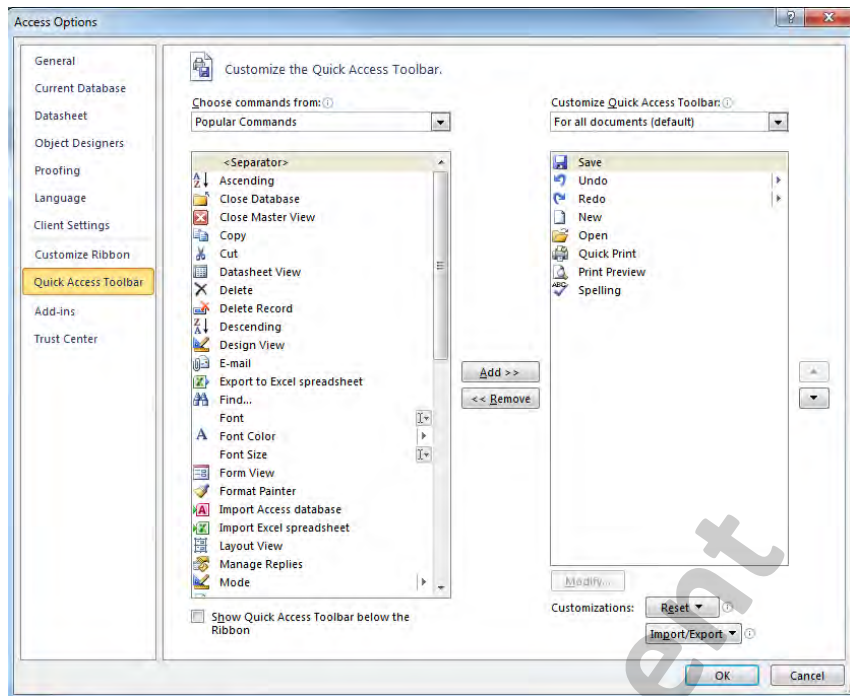 Access Options
General
Current Database
Datasheet
Object Designers
Proofing
Language
Client Settings
Customize Ribbon
Quick Access Toolbar
Add-ins
Trust Center
Customize the Quick Access Toolbar.
Choose commands from:
Popular Commands
<Separator>
Ascending
Close Database
Close Master View
Copy
Cut
Datasheet View
Delete
Delete Record
Descending
Design View
E-mail
Export to Excel spreadsheet
Find...
Font
Font Color
Font Size
Form View
Format Painter
Import Access database
Import Excel spreadsheet
Layout View
Manage Replies
Mode
Show Quick Access Toolbar below the
Ribbon
Add >>
<< Remove
Customize Quick Access Toolbar:
For all documents (default)
Save
Undo
Redo
New
Open
Quick Print
Print Preview
Spelling
Modify...
Customizations: Reset
Import/Export
OK Cancel
ent